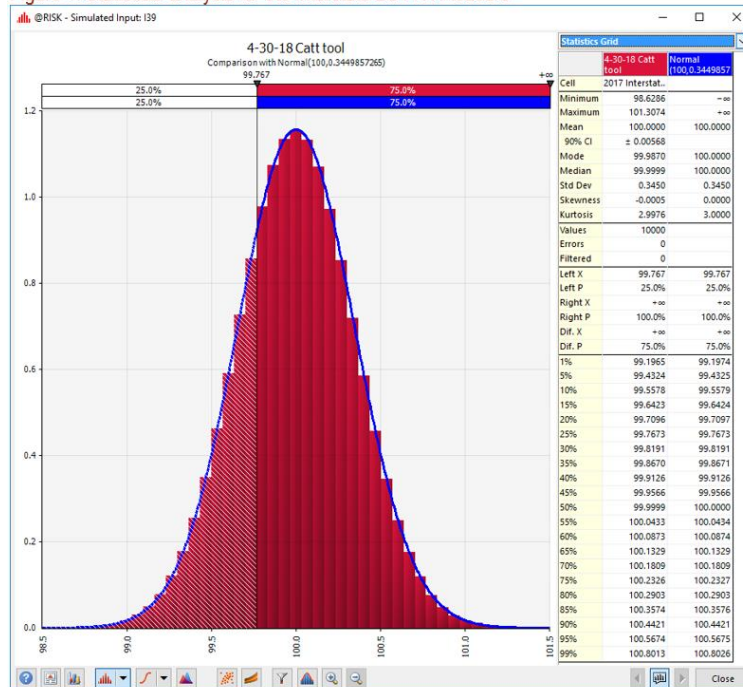 @RISK - Simulated Input: I39
4-30-18 Catt tool
Comparison with Normal(100,0.3449857265)
99.767 +∞
25.0% 75.0%
25.0% 75.0%
1.2
1.0
0.8
0.6
0.4
0.2
0.0
98.5 99.0 99.5 100.0 100.5 101.0 101.5
Statistics Grid
4-30-18 Catt tool Normal (100,0.3449857
Cell 2017 Interstat..
Minimum 98.6286 -∞
Maximum 101.3074 +∞
Mean 100.0000 100.0000
90% CI ± 0.00568
Mode 99.9870 100.0000
Median 99.9999 100.0000
Std Dev 0.3450 0.3450
Skewness -0.0005 0.0000
Kurtosis 2.9976 3.0000
Values 10000
Errors 0
Filtered 0
Left X 99.767 99.767
Left P 25.0% 25.0%
Right X +∞ +∞
Right P 100.0% 100.0%
Dif. X +∞ +∞
Dif. P 75.0% 75.0%
1% 99.1965 99.1974
5% 99.4324 99.4325
10% 99.5578 99.5579
15% 99.6423 99.6424
20% 99.7096 99.7097
25% 99.7673 99.7673
30% 99.8191 99.8191
35% 99.8670 99.8671
40% 99.9126 99.9126
45% 99.9566 99.9566
50% 99.9999 100.0000
55% 100.0433 100.0434
60% 100.0873 100.0874
65% 100.1329 100.1329
70% 100.1809 100.1809
75% 100.2326 100.2327
80% 100.2903 100.2903
85% 100.3574 100.3576
90% 100.4421 100.4421
95% 100.5674 100.5675
99% 100.8013 100.8026
Close